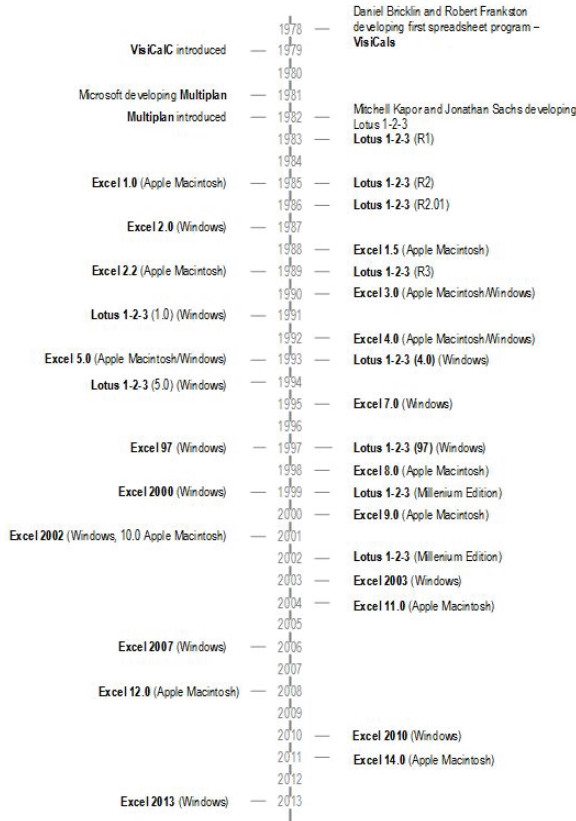 Daniel Bricklin and Robert Frankston
1978 — developing first spreadsheet program –
VisiCals
VisiCalC introduced — 1979
1980
Microsoft developing Multiplan — 1981
Multiplan introduced — 1982 — Mitchell Kapor and Jonathan Sachs developing
Lotus 1-2-3
1983 — Lotus 1-2-3 (R1)
1984
Excel 1.0 (Apple Macintosh) — 1985 — Lotus 1-2-3 (R2)
1986 — Lotus 1-2-3 (R2.01)
Excel 2.0 (Windows) — 1987
1988 — Excel 1.5 (Apple Macintosh)
Excel 2.2 (Apple Macintosh) — 1989 — Lotus 1-2-3 (R3)
1990 — Excel 3.0 (Apple Macintosh/Windows)
Lotus 1-2-3 (1.0) (Windows) — 1991
1992 — Excel 4.0 (Apple Macintosh/Windows)
Excel 5.0 (Apple Macintosh/Windows) — 1993 — Lotus 1-2-3 (4.0) (Windows)
Lotus 1-2-3 (5.0) (Windows) — 1994
1995 — Excel 7.0 (Windows)
1996
Excel 97 (Windows) — 1997 — Lotus 1-2-3 (97) (Windows)
1998 — Excel 8.0 (Apple Macintosh)
Excel 2000 (Windows) — 1999 — Lotus 1-2-3 (Millenium Edition)
2000 — Excel 9.0 (Apple Macintosh)
Excel 2002 (Windows, 10.0 Apple Macintosh) — 2001
2002 — Lotus 1-2-3 (Millenium Edition)
2003 — Excel 2003 (Windows)
2004 — Excel 11.0 (Apple Macintosh)
2005
Excel 2007 (Windows) — 2006
2007
Excel 12.0 (Apple Macintosh) — 2008
2009
2010 — Excel 2010 (Windows)
2011 — Excel 14.0 (Apple Macintosh)
2012
Excel 2013 (Windows) — 2013